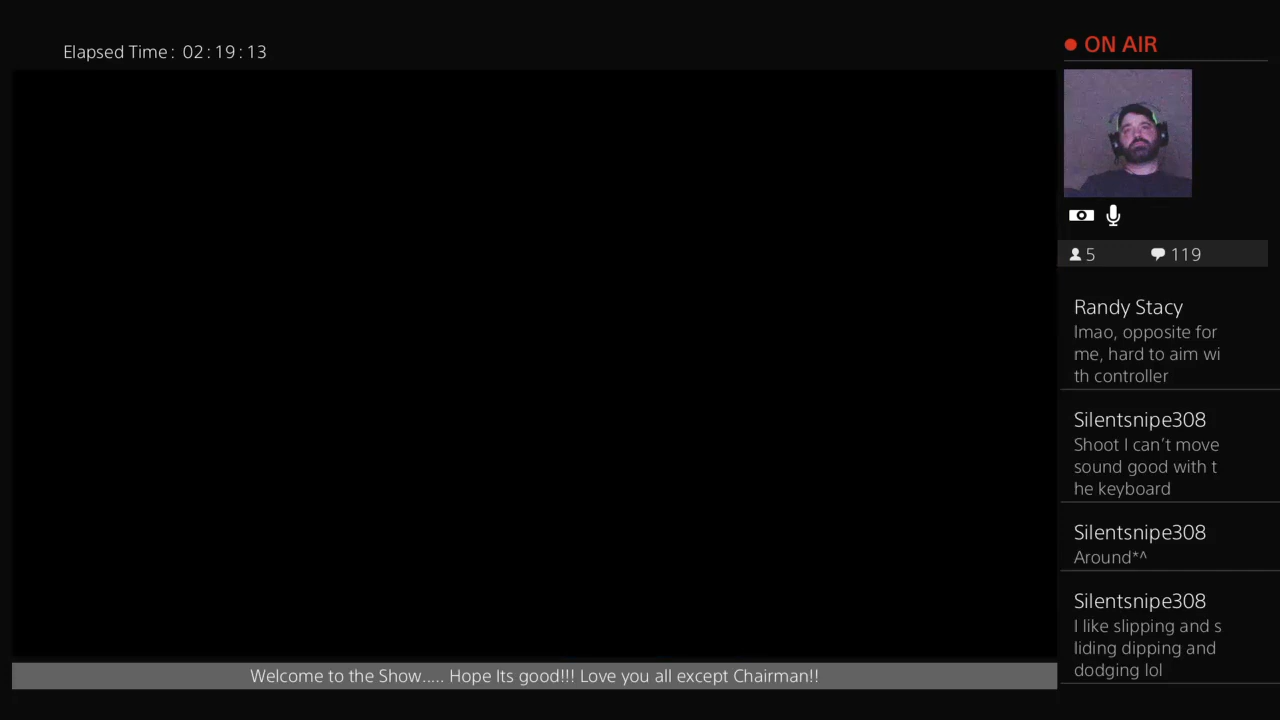 Elapsed Time: 02:19:13
ON AIR
5 119
Randy Stacy
lmao, opposite for
me, hard to aim wi
th controller
Silentsnipe308
Shoot I can't move
sound good with t
he keyboard
Silentsnipe308
Around*^
Silentsnipe308
I like slipping and s
liding dipping and
dodging lol
Welcome to the Show..... Hope Its good!!! Love you all except Chairman!!